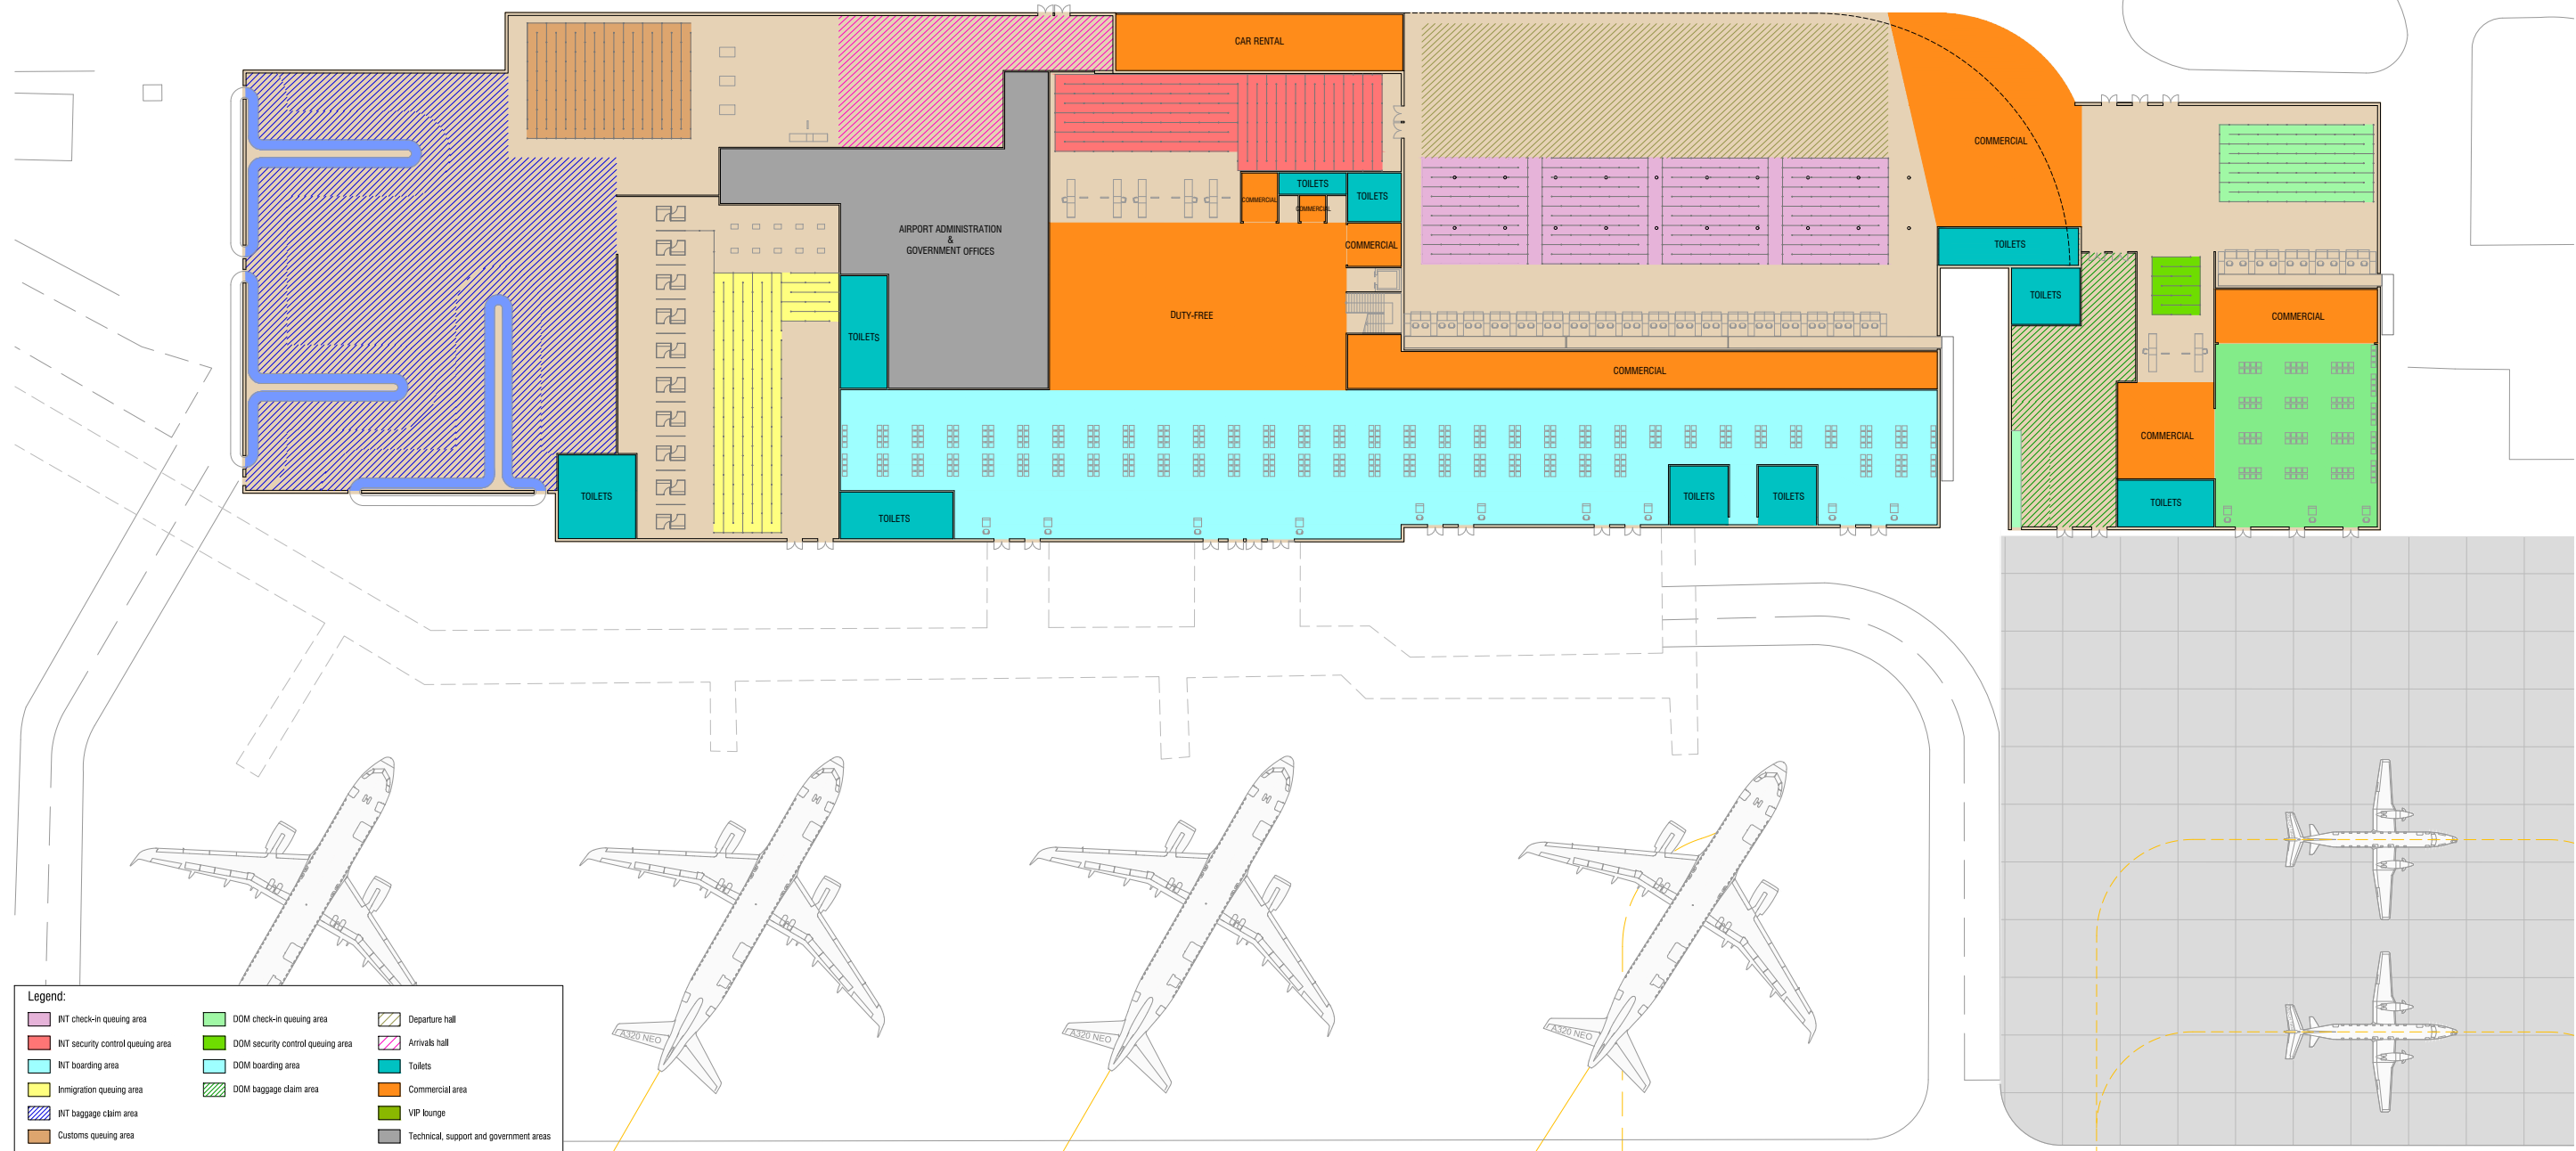 CAR RENTAL
COMMERCIAL
TOILETS
COMMERCIAL
COMMERCIAL
TOILETS
AIRPORT ADMINISTRATION
&
GOVERNMENT OFFICES
COMMERCIAL
TOILETS
TOILETS
DUTY-FREE
COMMERCIAL
TOILETS
COMMERCIAL
COMMERCIAL
TOILETS
TOILETS
TOILETS
TOILETS
TOILETS
TOILETS
A320 NEO
A320 NEO
A320 NEO
Legend:
INT check-in queuing area
INT security control queuing area
INT boarding area
Inmigration queuing area
INT baggage claim area
Customs queuing area
DOM check-in queuing area
DOM security control queuing area
DOM boarding area
DOM baggage claim area
Departure hall
Arrivals hall
Toilets
Commercial area
VIP lounge
Technical, support and government areas